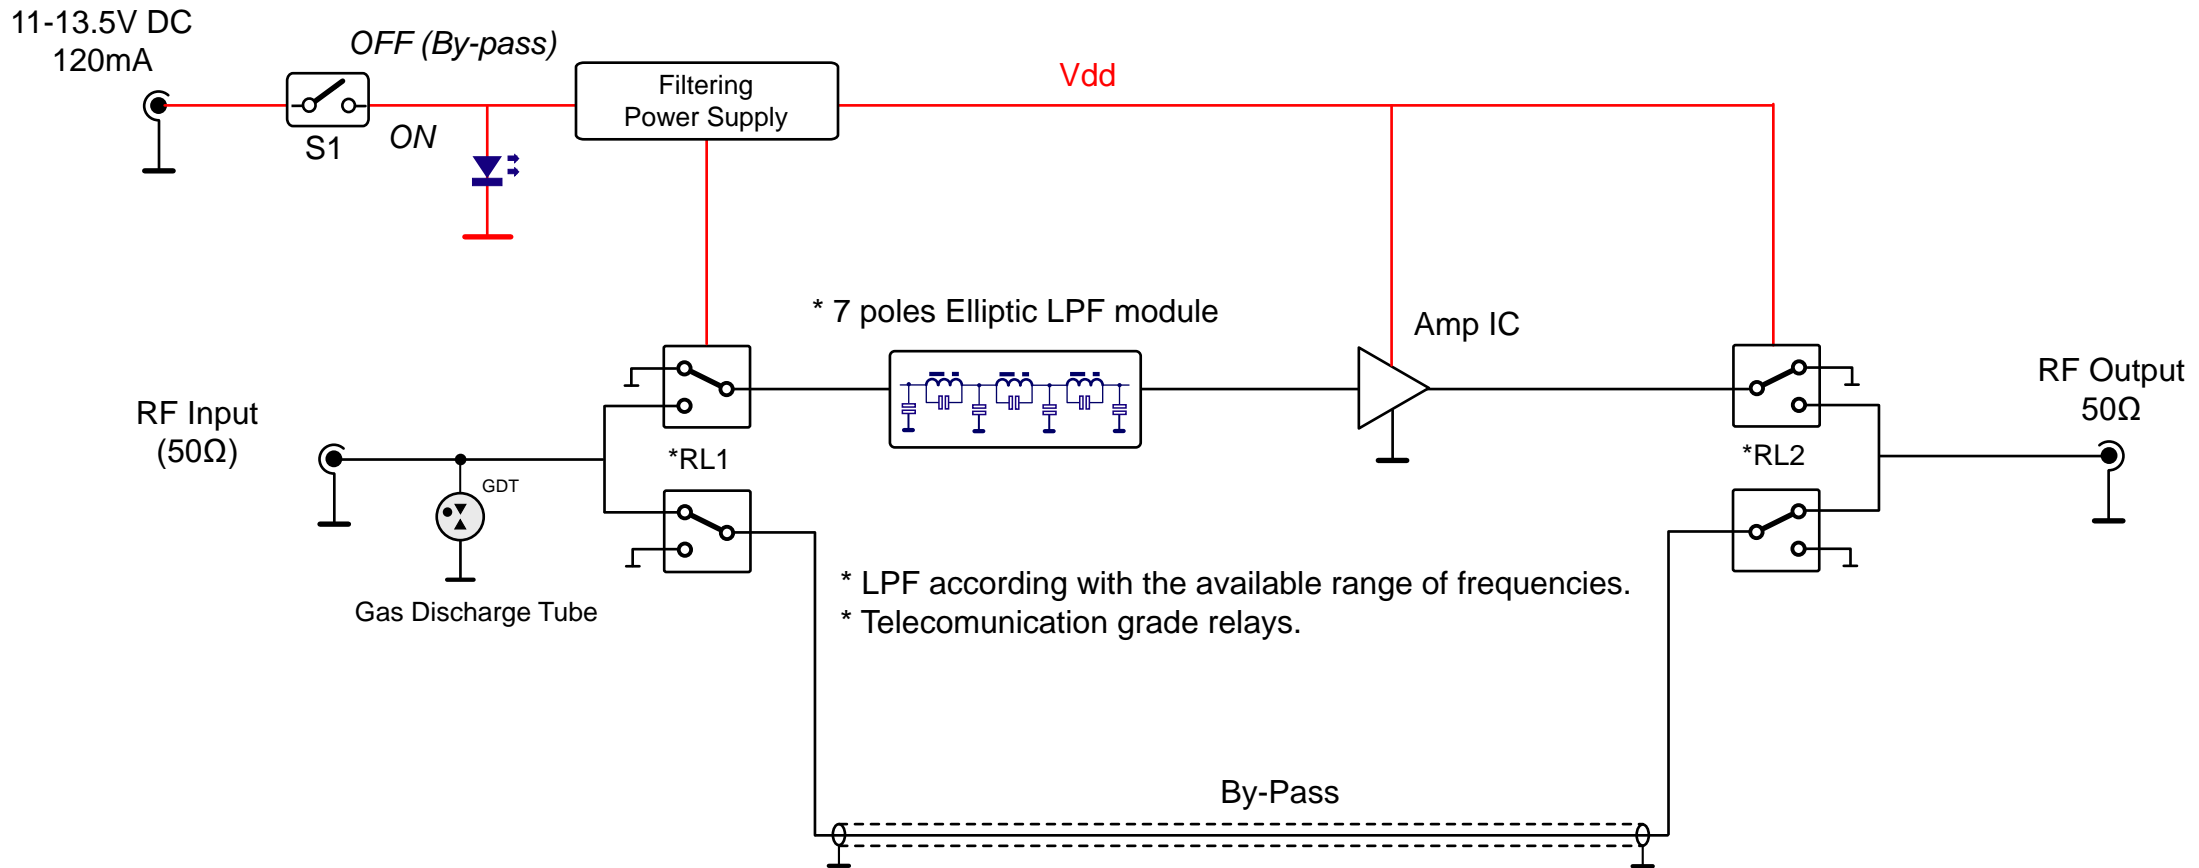 11-13.5V DC
120mA
OFF (By-pass)
S1
ON
Filtering
Power Supply
Vdd
* 7 poles Elliptic LPF module
Amp IC
RF Input
(50Ω)
GDT
Gas Discharge Tube
*RL1
*RL2
RF Output
50Ω
* LPF according with the available range of frequencies.
* Telecomunication grade relays.
By-Pass